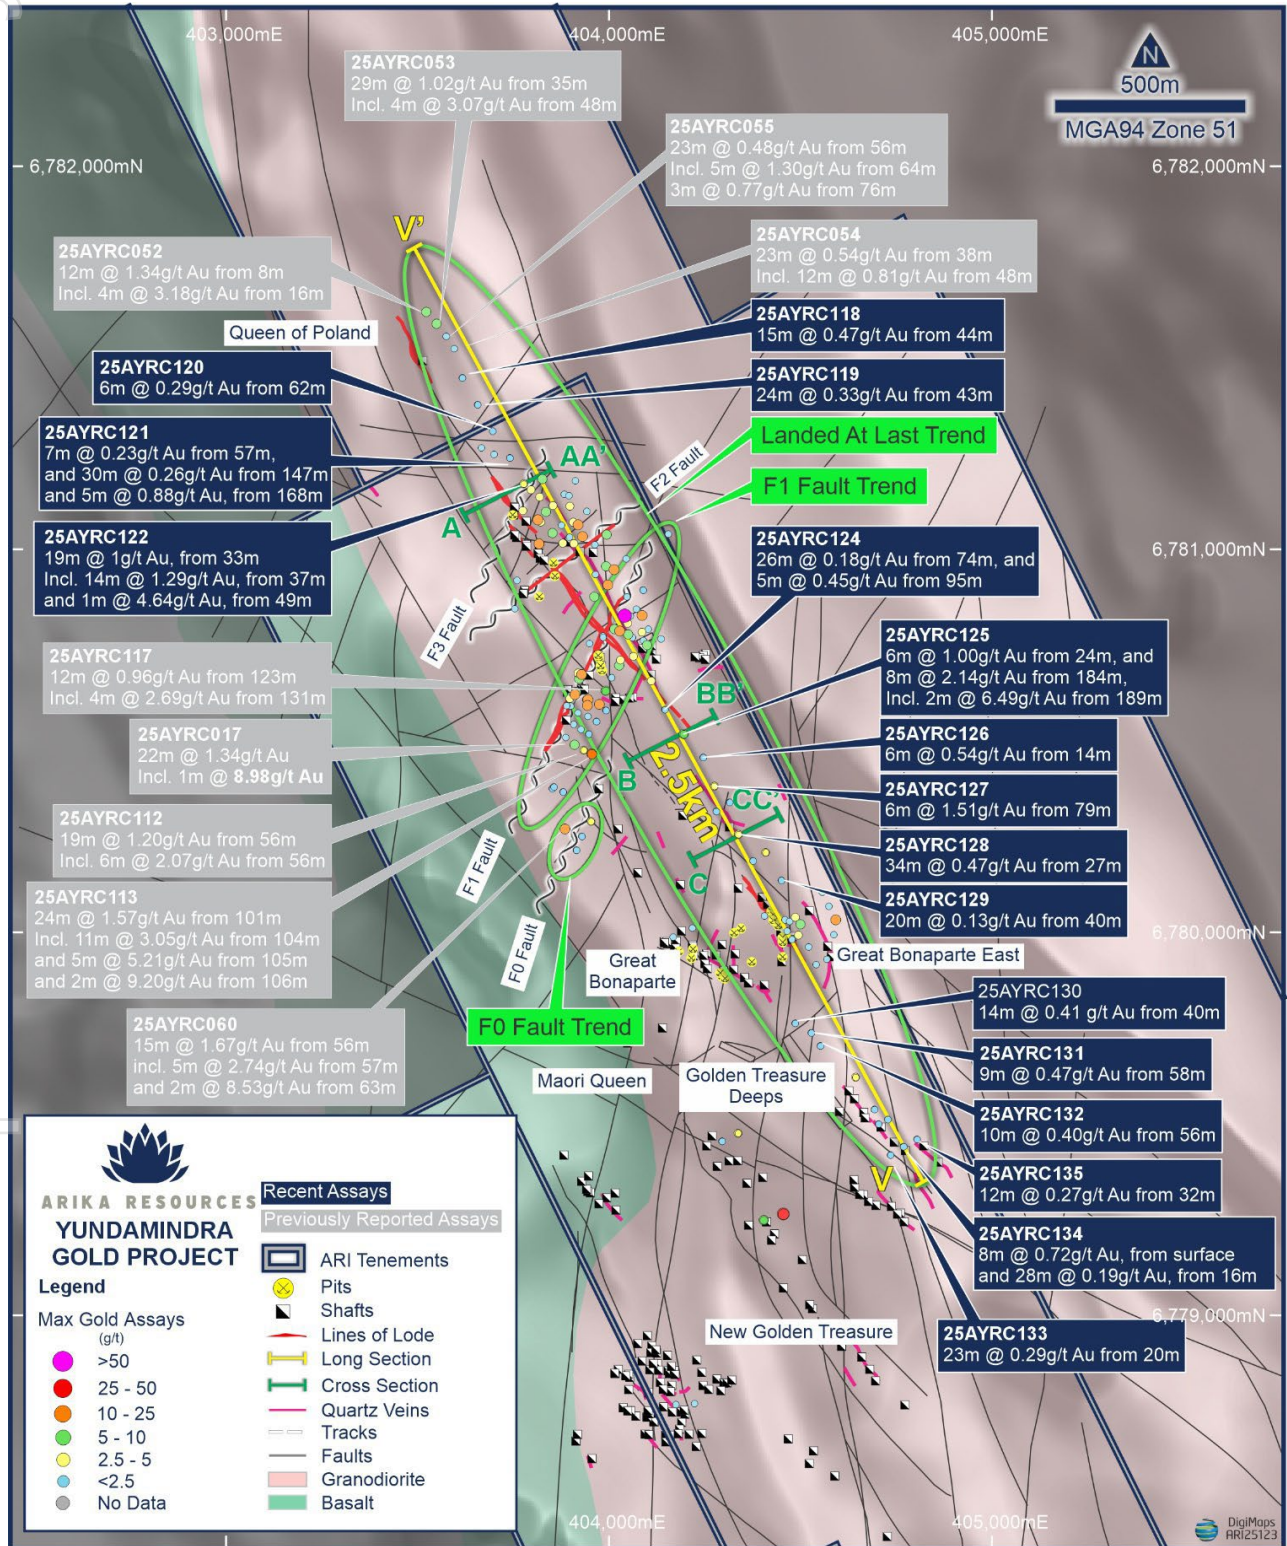 403,000mE
404,000mE
405,000mE
N
500m
MGA94 Zone 51
6,782,000mN
6,782,000mN
25AYRC053
29m @ 1.02g/t Au from 35m
Incl. 4m @ 3.07g/t Au from 48m
25AYRC055
23m @ 0.48g/t Au from 56m
Incl. 5m @ 1.30g/t Au from 64m
3m @ 0.77g/t Au from 76m
V'
25AYRC052
12m @ 1.34g/t Au from 8m
Incl. 4m @ 3.18g/t Au from 16m
25AYRC054
23m @ 0.54g/t Au from 38m
Incl. 12m @ 0.81g/t Au from 48m
Queen of Poland
25AYRC118
15m @ 0.47g/t Au from 44m
25AYRC120
6m @ 0.29g/t Au from 62m
25AYRC119
24m @ 0.33g/t Au from 43m
25AYRC121
7m @ 0.23g/t Au from 57m,
and 30m @ 0.26g/t Au from 147m
and 5m @ 0.88g/t Au, from 168m
Landed At Last Trend
AA'
F2 Fault
F1 Fault Trend
A
25AYRC122
19m @ 1g/t Au, from 33m
Incl. 14m @ 1.29g/t Au, from 37m
and 1m @ 4.64g/t Au, from 49m
25AYRC124
26m @ 0.18g/t Au from 74m, and
5m @ 0.45g/t Au from 95m
6,781,000mN
F3 Fault
25AYRC125
6m @ 1.00g/t Au from 24m, and
8m @ 2.14g/t Au from 184m,
Incl. 2m @ 6.49g/t Au from 189m
25AYRC117
12m @ 0.96g/t Au from 123m
Incl. 4m @ 2.69g/t Au from 131m
BB'
25AYRC017
22m @ 1.34g/t Au
Incl. 1m @ 8.98g/t Au
25AYRC126
6m @ 0.54g/t Au from 14m
B
2.5km
25AYRC127
6m @ 1.51g/t Au from 79m
CC'
25AYRC112
19m @ 1.20g/t Au from 56m
Incl. 6m @ 2.07g/t Au from 56m
25AYRC128
34m @ 0.47g/t Au from 27m
F1 Fault
C
25AYRC113
24m @ 1.57g/t Au from 101m
Incl. 11m @ 3.05g/t Au from 104m
and 5m @ 5.21g/t Au from 105m
and 2m @ 9.20g/t Au from 106m
25AYRC129
20m @ 0.13g/t Au from 40m
6,780,000mN
F0 Fault
Great
Bonaparte
Great Bonaparte East
25AYRC130
14m @ 0.41 g/t Au from 40m
25AYRC060
15m @ 1.67g/t Au from 56m
incl. 5m @ 2.74g/t Au from 57m
and 2m @ 8.53g/t Au from 63m
F0 Fault Trend
25AYRC131
9m @ 0.47g/t Au from 58m
Maori Queen
Golden Treasure
Deeps
25AYRC132
10m @ 0.40g/t Au from 56m
25AYRC135
12m @ 0.27g/t Au from 32m
V
25AYRC134
8m @ 0.72g/t Au, from surface
and 28m @ 0.19g/t Au, from 16m
6,779,000mN
New Golden Treasure
25AYRC133
23m @ 0.29g/t Au from 20m
ARIKA RESOURCES
YUNDAMINDRA
GOLD PROJECT
Legend
Max Gold Assays
(g/t)
>50
25 - 50
10 - 25
5 - 10
2.5 - 5
<2.5
No Data
Recent Assays
Previously Reported Assays
ARI Tenements
Pits
Shafts
Lines of Lode
Long Section
Cross Section
Quartz Veins
Tracks
Faults
Granodiorite
Basalt
404,000mE
405,000mE
DigiMaps
ARI25123